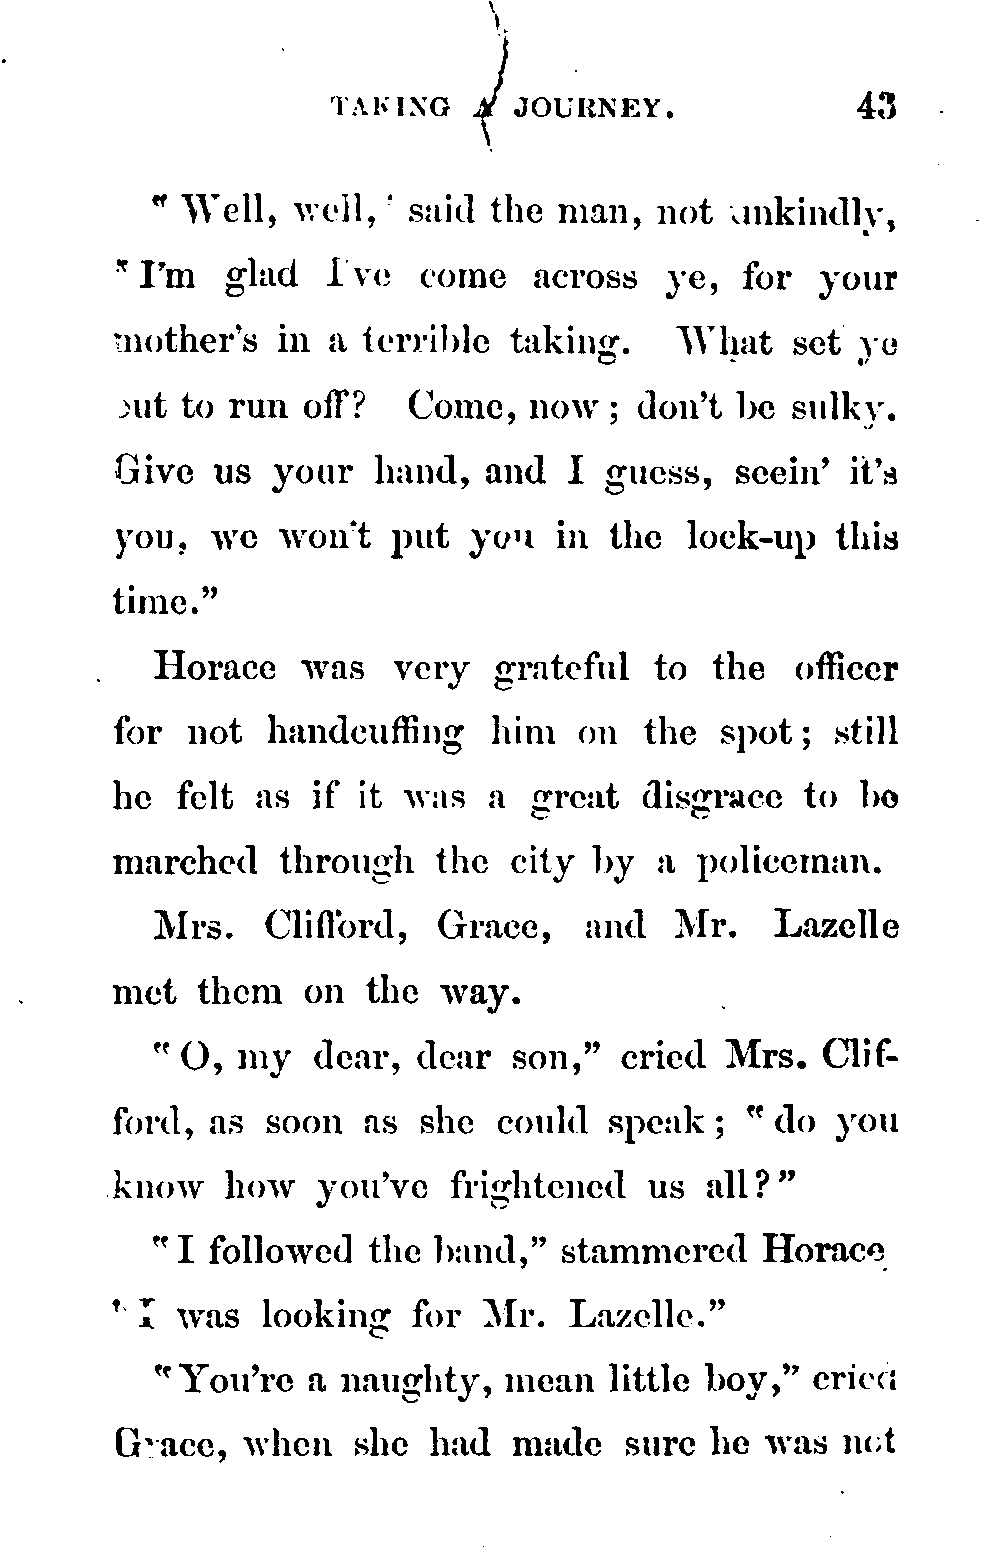 TAKING A JOURNEY. 43
"Well, well," said the man, not unkindly,
"I'm glad I've come across ye, for your
mother's in a terrible taking. What set ye
out to run off? Come, now; don't be sulky.
Give us your hand, and I guess, seein' it's
you, we won't put you in the lock-up this
time."
Horace was very grateful to the officer
for not handcuffing him on the spot; still
he felt as if it was a great disgrace to be
marched through the city by a policeman.
Mrs. Clifford, Grace, and Mr. Lazelle
met them on the way.
"O, my dear, dear son," cried Mrs. Clif-
ford, as soon as she could speak; "do you
know how you've frightened us all?"
"I followed the band," stammered Horace
"I was looking for Mr. Lazelle."
"You're a naughty, mean little boy," cried
Grace, when she had made sure he was not